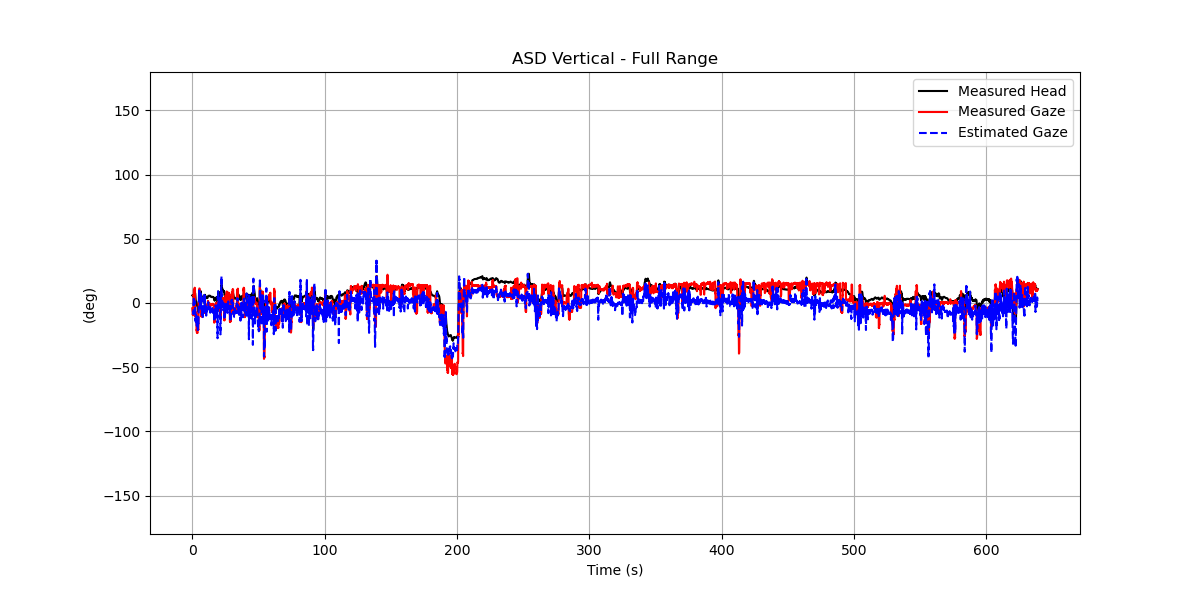 ASD Vertical - Full Range
Measured Head
Measured Gaze
Estimated Gaze
(deg)
150
100
50
0
−50
−100
−150
0 100 200 300 400 500 600
Time (s)